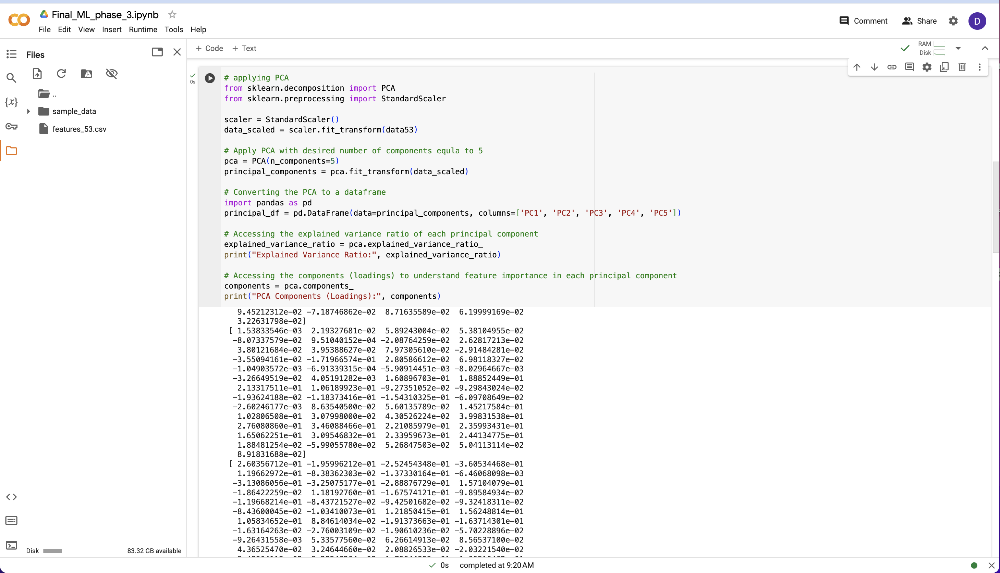 Final_ML_phase_3.ipynb
File Edit View Insert Runtime Tools Help
Comment
Share
D
Files
+ Code + Text
RAM
Disk
..
sample_data
features_53.csv
{x}
0s
# applying PCA
from sklearn.decomposition import PCA
from sklearn.preprocessing import StandardScaler
scaler = StandardScaler()
data_scaled = scaler.fit_transform(data53)
# Apply PCA with desired number of components equla to 5
pca = PCA(n_components=5)
principal_components = pca.fit_transform(data_scaled)
# Converting the PCA to a dataframe
import pandas as pd
principal_df = pd.DataFrame(data=principal_components, columns=['PC1', 'PC2', 'PC3', 'PC4', 'PC5'])
# Accessing the explained variance ratio of each principal component
explained_variance_ratio = pca.explained_variance_ratio_
print("Explained Variance Ratio:", explained_variance_ratio)
# Accessing the components (loadings) to understand feature importance in each principal component
components = pca.components_
print("PCA Components (Loadings):", components)
9.45212312e-02 -7.18746862e-02 8.71635589e-02 6.19999169e-02
3.22631798e-02]
[ 1.53833546e-03 2.19327681e-02 5.89243004e-02 5.38104955e-02
-8.07337579e-02 9.51040152e-04 -2.08764259e-02 2.62817213e-02
3.80121684e-02 3.95388627e-02 7.97305610e-02 -2.91484281e-02
-3.55094161e-02 -1.71966574e-01 2.80586612e-02 6.98118327e-02
-1.04903572e-03 -6.91339315e-04 -5.90914451e-03 -8.02964667e-03
-3.26649519e-02 4.05191282e-03 1.60896703e-01 1.88852449e-01
2.13317511e-01 1.06189923e-01 -9.27351052e-02 -9.29843024e-02
-1.93624188e-02 -1.18373416e-01 -1.54310325e-01 -6.09708649e-02
-2.60246177e-03 8.63540500e-02 5.60135789e-02 1.45217584e-01
1.02806508e-01 3.07998000e-02 4.30526224e-02 3.99831538e-01
2.76080860e-01 3.46088466e-01 2.21085979e-01 2.35993431e-01
1.65062251e-01 3.09546832e-01 2.33959673e-01 2.44134775e-01
1.88481254e-02 -5.99055780e-02 5.26847503e-02 5.04113114e-02
8.91831688e-02]
[ 2.60356712e-01 -1.95996212e-01 -2.52454348e-01 -3.60534468e-01
1.19662972e-01 -8.38362303e-02 -1.37330164e-01 -6.46068098e-03
-3.13086056e-01 -3.25075177e-01 -2.88876729e-01 1.57104079e-01
-1.86422259e-02 1.18192760e-01 -1.67574121e-01 -9.89584934e-02
-1.19668214e-01 -8.43721527e-02 -9.42501682e-02 -9.32418311e-02
-8.43600045e-02 -1.03410073e-01 1.21850415e-01 1.56248814e-01
1.05834652e-01 8.84614034e-02 -1.91373663e-01 -1.63714301e-01
-1.63164263e-02 -2.76003109e-02 -1.90610236e-02 -5.70228896e-02
-9.26431558e-03 5.33577560e-02 6.26614913e-02 8.56537100e-02
4.36525470e-02 3.24644660e-02 2.08826533e-02 -2.03221540e-02
Disk
83.32 GB available
0s completed at 9:20 AM